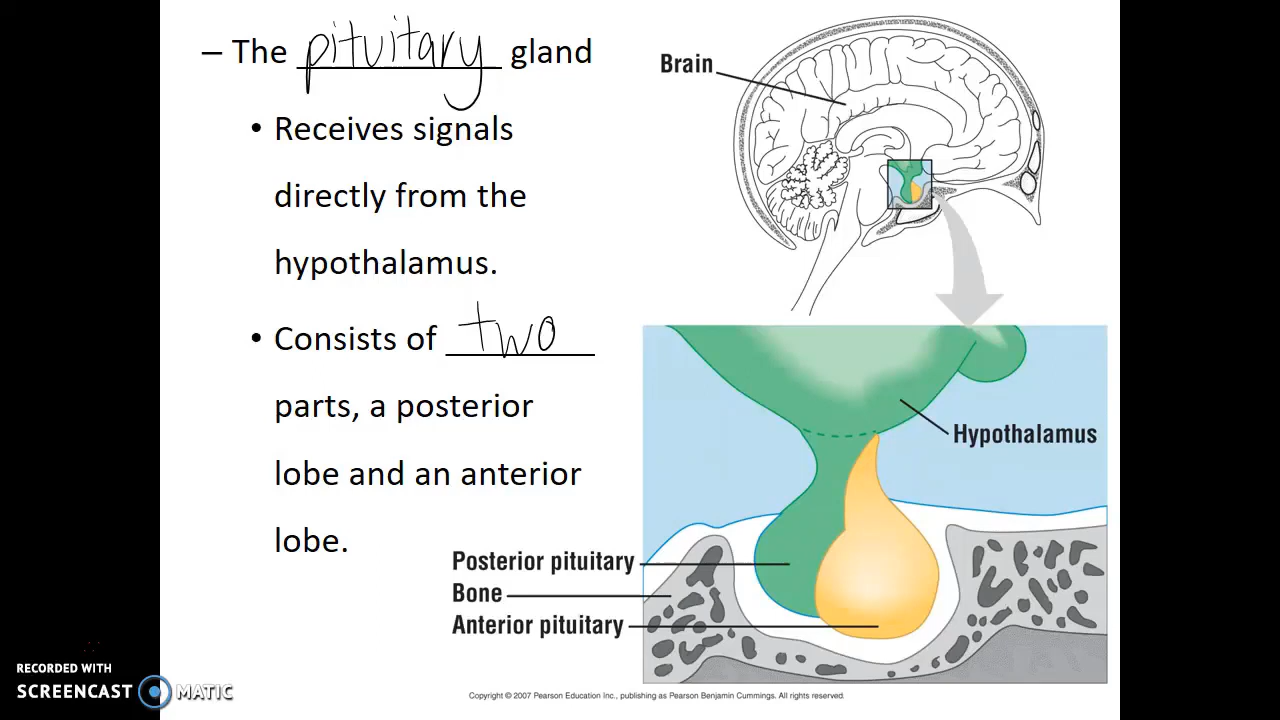 – The pituitary gland
• Receives signals
directly from the
hypothalamus.
• Consists of two
parts, a posterior
lobe and an anterior
lobe.
Brain
Hypothalamus
Posterior pituitary
Bone
Anterior pituitary
Copyright © 2007 Pearson Education Inc., publishing as Pearson Benjamin Cummings. All rights reserved.
RECORDED WITH
SCREENCAST MATIC